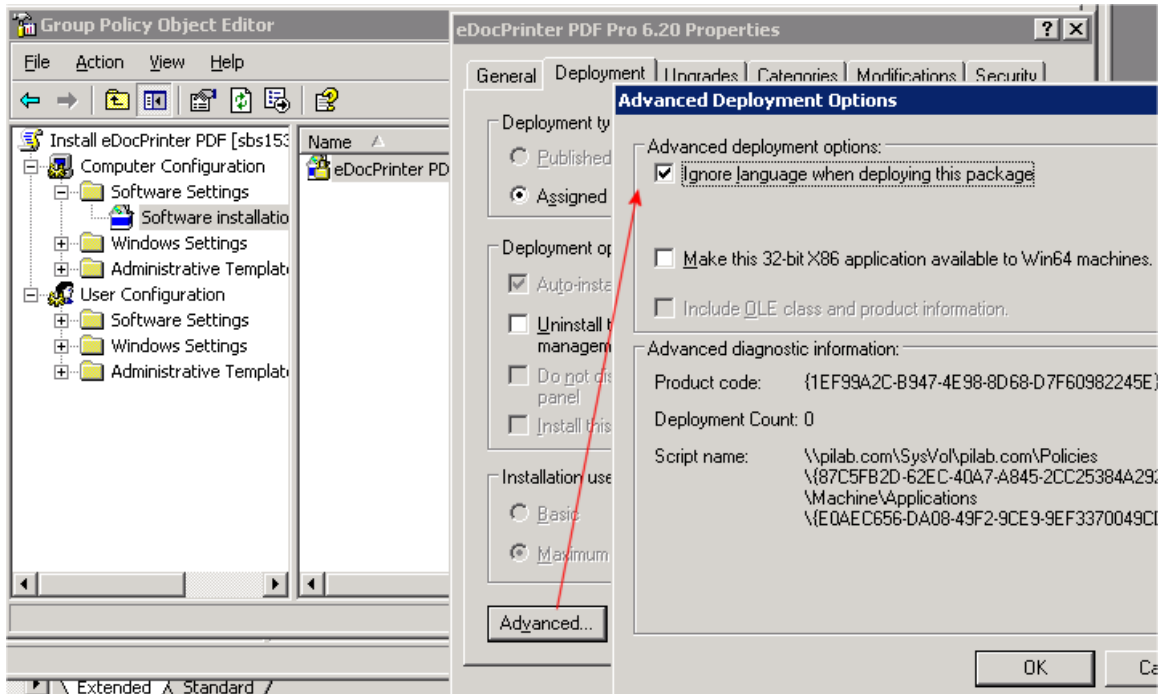 Group Policy Object Editor
File Action View Help
Install eDocPrinter PDF [sbs153
Computer Configuration
Software Settings
Software installatio
Windows Settings
Administrative Templat
User Configuration
Software Settings
Windows Settings
Administrative Templat
Name
eDocPrinter PD
Extended Standard
eDocPrinter PDF Pro 6.20 Properties
General Deployment Upgrades Categories Modifications Security
Deployment ty
Published
Assigned
Deployment op
Auto-insta
Uninstall t
managem
Do not dis
panel
Install this
Installation use
Basic
Maximum
Advanced...
Advanced Deployment Options
Advanced deployment options:
Ignore language when deploying this package
Make this 32-bit X86 application available to Win64 machines.
Include OLE class and product information.
Advanced diagnostic information:
Product code: {1EF99A2C-B947-4E98-8D68-D7F60982245E}
Deployment Count: 0
Script name: \\pilab.com\SysVol\pilab.com\Policies
\{87C5FB2D-62EC-40A7-A845-2CC25384A292
\Machine\Applications
\{E0AEC656-DA08-49F2-9CE9-9EF3370049CD
OK Ca